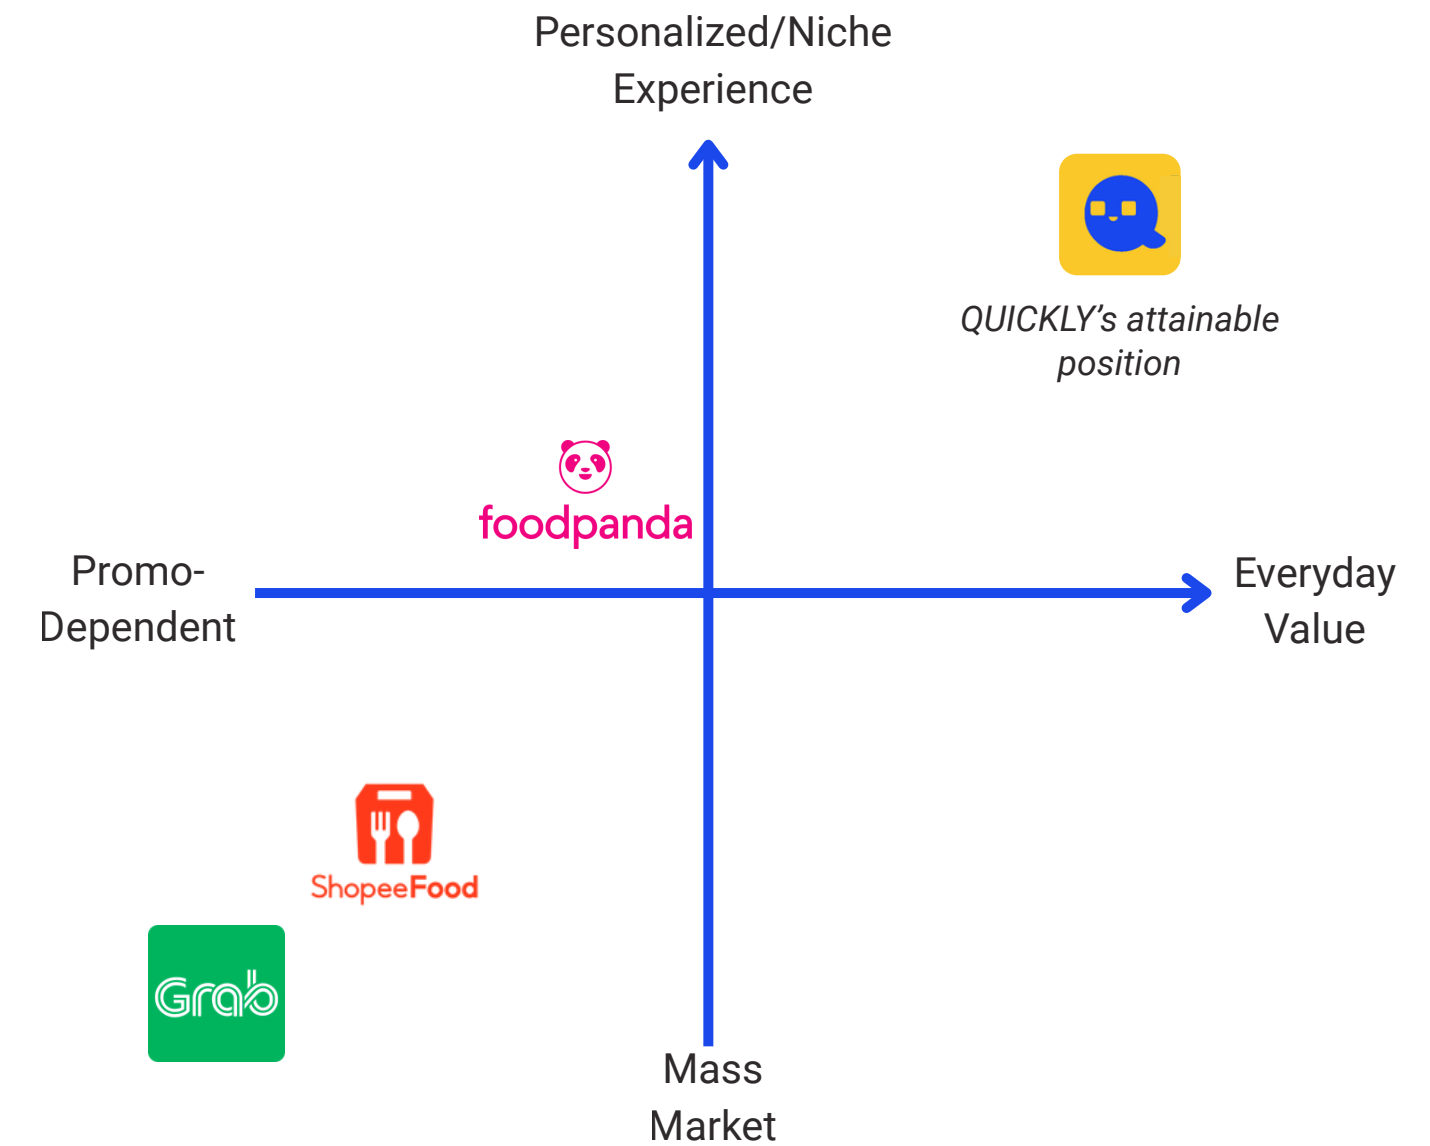 Personalized/Niche
Experience
QUICKLY’s attainable
position
foodpanda
Promo-
Dependent
Everyday
Value
ShopeeFood
Grab
Mass
Market